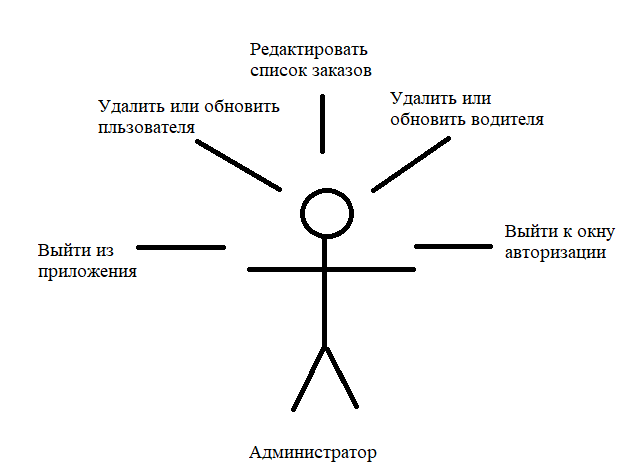 Редактировать
список заказов
Удалить или обновить
пльзователя
Удалить или
обновить водителя
Выйти из
приложения
Выйти к окну
авторизации
Администратор